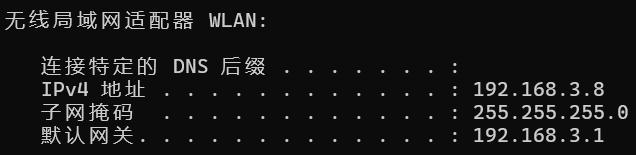 无线局域网适配器 WLAN:
连接特定的 DNS 后缀 . . . . . . . :
IPv4 地址 . . . . . . . . . . . . : 192.168.3.8
子网掩码  . . . . . . . . . . . . : 255.255.255.0
默认网关. . . . . . . . . . . . . : 192.168.3.1